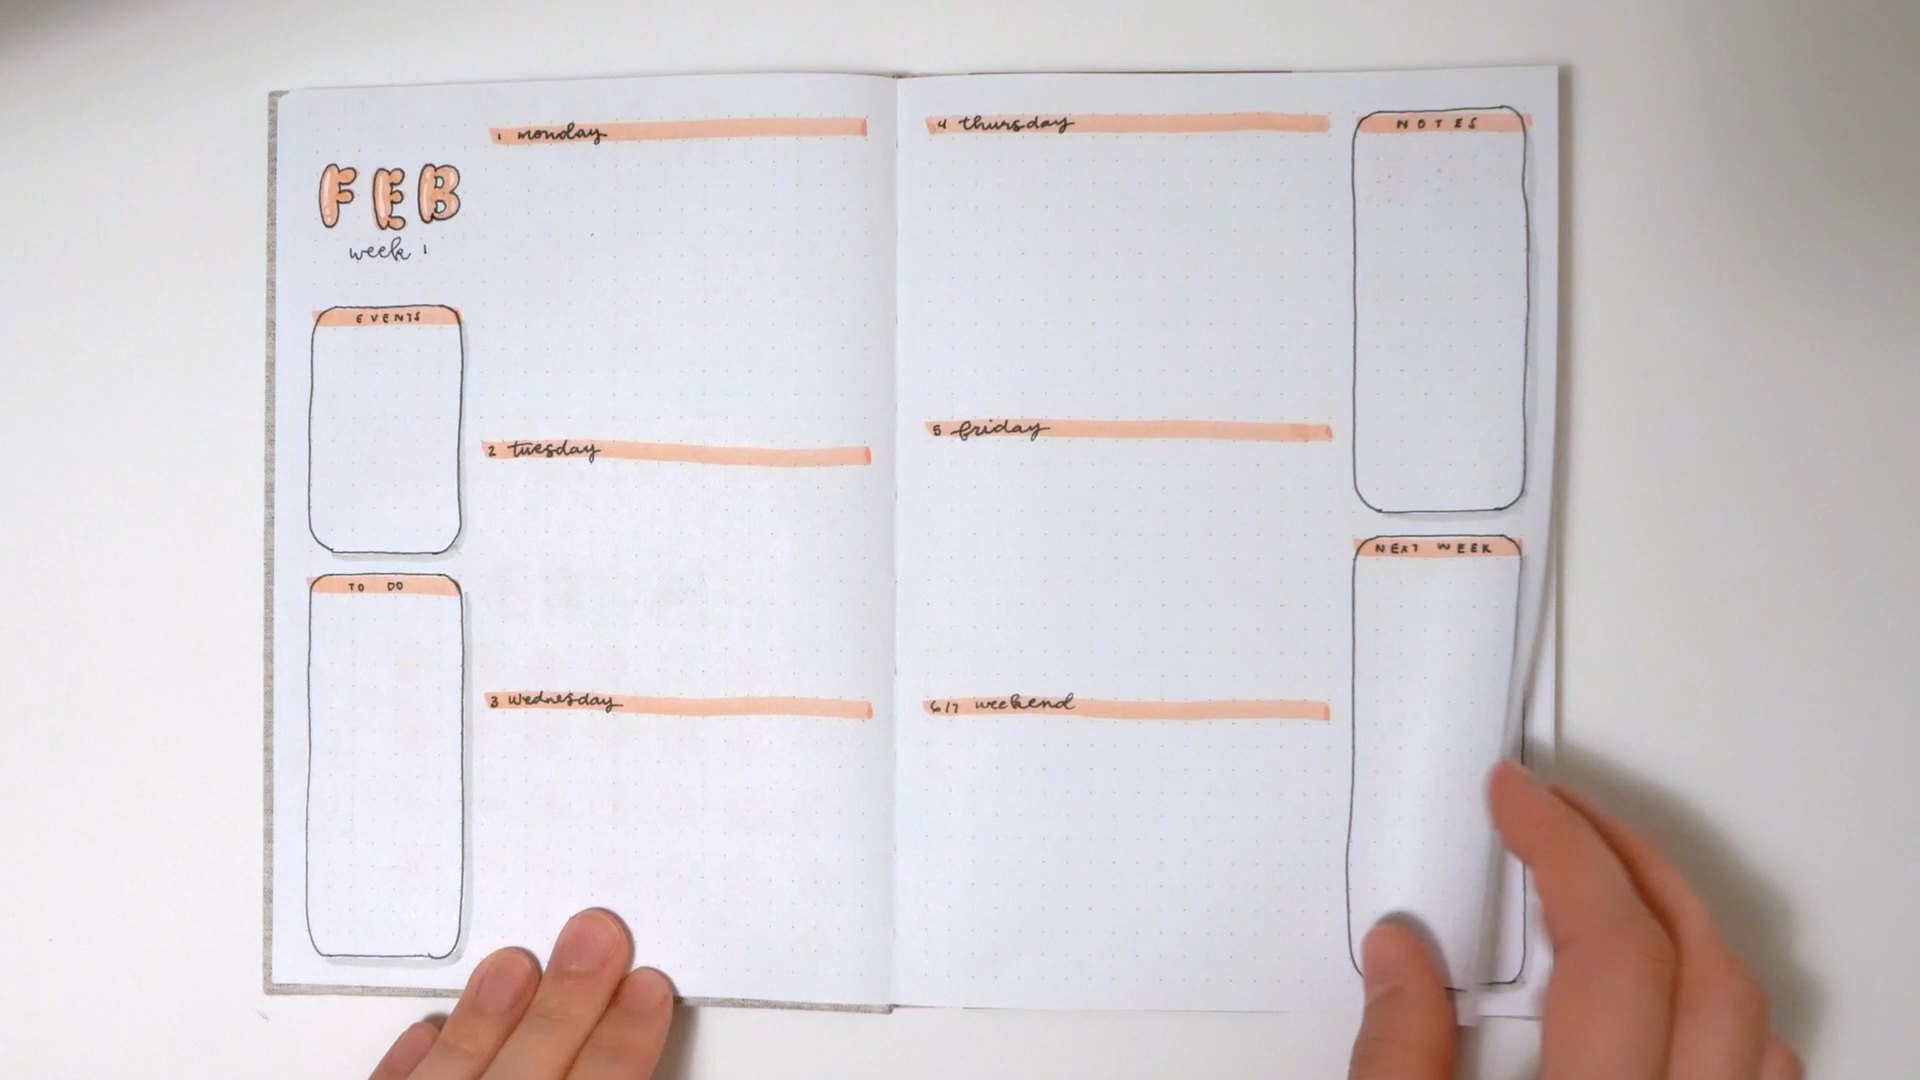 FEB
week 1
EVENTS
TO DO
1 monday
2 tuesday
3 wednesday
4 thursday
5 friday
6/7 weekend
NOTES
NEXT WEEK